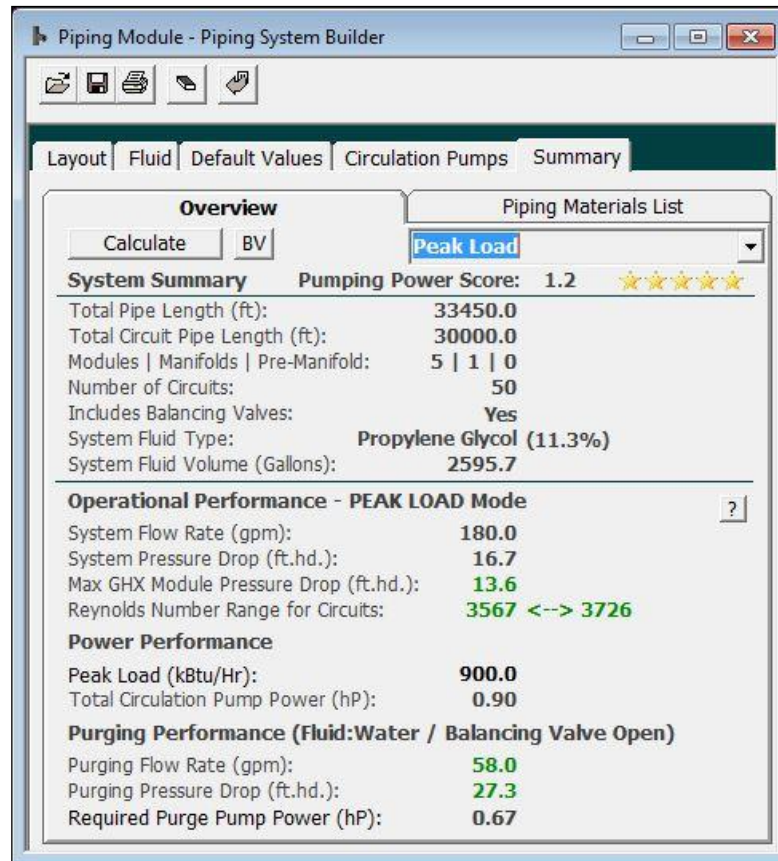 Piping Module - Piping System Builder
Layout Fluid Default Values Circulation Pumps Summary
Overview Piping Materials List
Calculate BV Peak Load
System Summary Pumping Power Score: 1.2
Total Pipe Length (ft): 33450.0
Total Circuit Pipe Length (ft): 30000.0
Modules | Manifolds | Pre-Manifold: 5 | 1 | 0
Number of Circuits: 50
Includes Balancing Valves: Yes
System Fluid Type: Propylene Glycol (11.3%)
System Fluid Volume (Gallons): 2595.7
Operational Performance - PEAK LOAD Mode ?
System Flow Rate (gpm): 180.0
System Pressure Drop (ft.hd.): 16.7
Max GHX Module Pressure Drop (ft.hd.): 13.6
Reynolds Number Range for Circuits: 3567 <--> 3726
Power Performance
Peak Load (kBtu/Hr): 900.0
Total Circulation Pump Power (hP): 0.90
Purging Performance (Fluid:Water / Balancing Valve Open)
Purging Flow Rate (gpm): 58.0
Purging Pressure Drop (ft.hd.): 27.3
Required Purge Pump Power (hP): 0.67